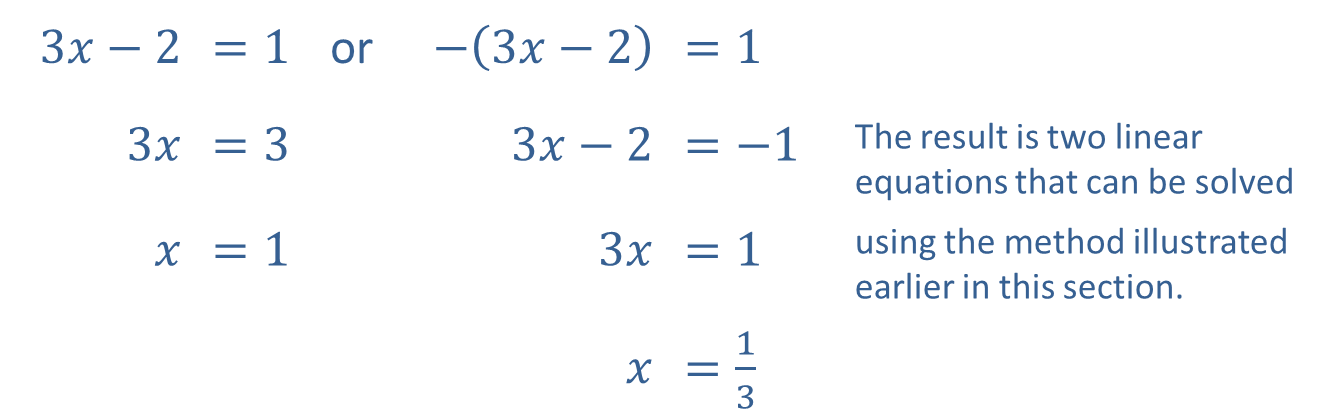 3x − 2 = 1 or −(3x − 2) = 1
3x = 3 3x − 2 = −1 The result is two linear
equations that can be solved
x = 1 3x = 1 using the method illustrated
earlier in this section.
x = 1/3